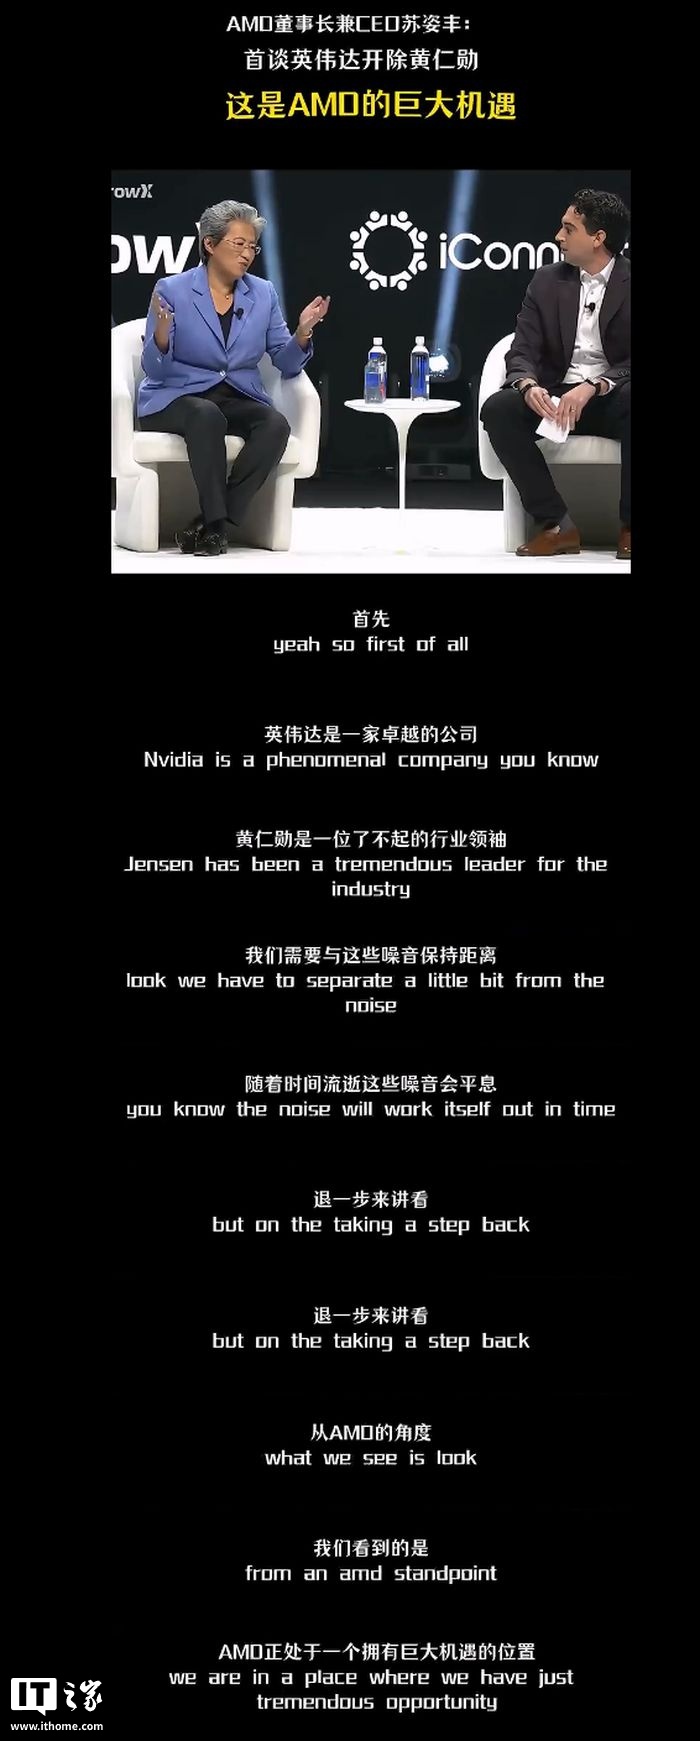 AMD董事长兼CEO苏姿丰：
首谈英伟达开除黄仁勋
这是AMD的巨大机遇
rowX
ow
iConn
首先
yeah so first of all
英伟达是一家卓越的公司
Nvidia is a phenomenal company you know
黄仁勋是一位了不起的行业领袖
Jensen has been a tremendous leader for the
industry
我们需要与这些噪音保持距离
look we have to separate a little bit from the
noise
随着时间流逝这些噪音会平息
you know the noise will work itself out in time
退一步来讲看
but on the taking a step back
退一步来讲看
but on the taking a step back
从AMD的角度
what we see is look
我们看到的是
from an amd standpoint
AMD正处于一个拥有巨大机遇的位置
we are in a place where we have just
tremendous opportunity
IT之家
www.ithome.com